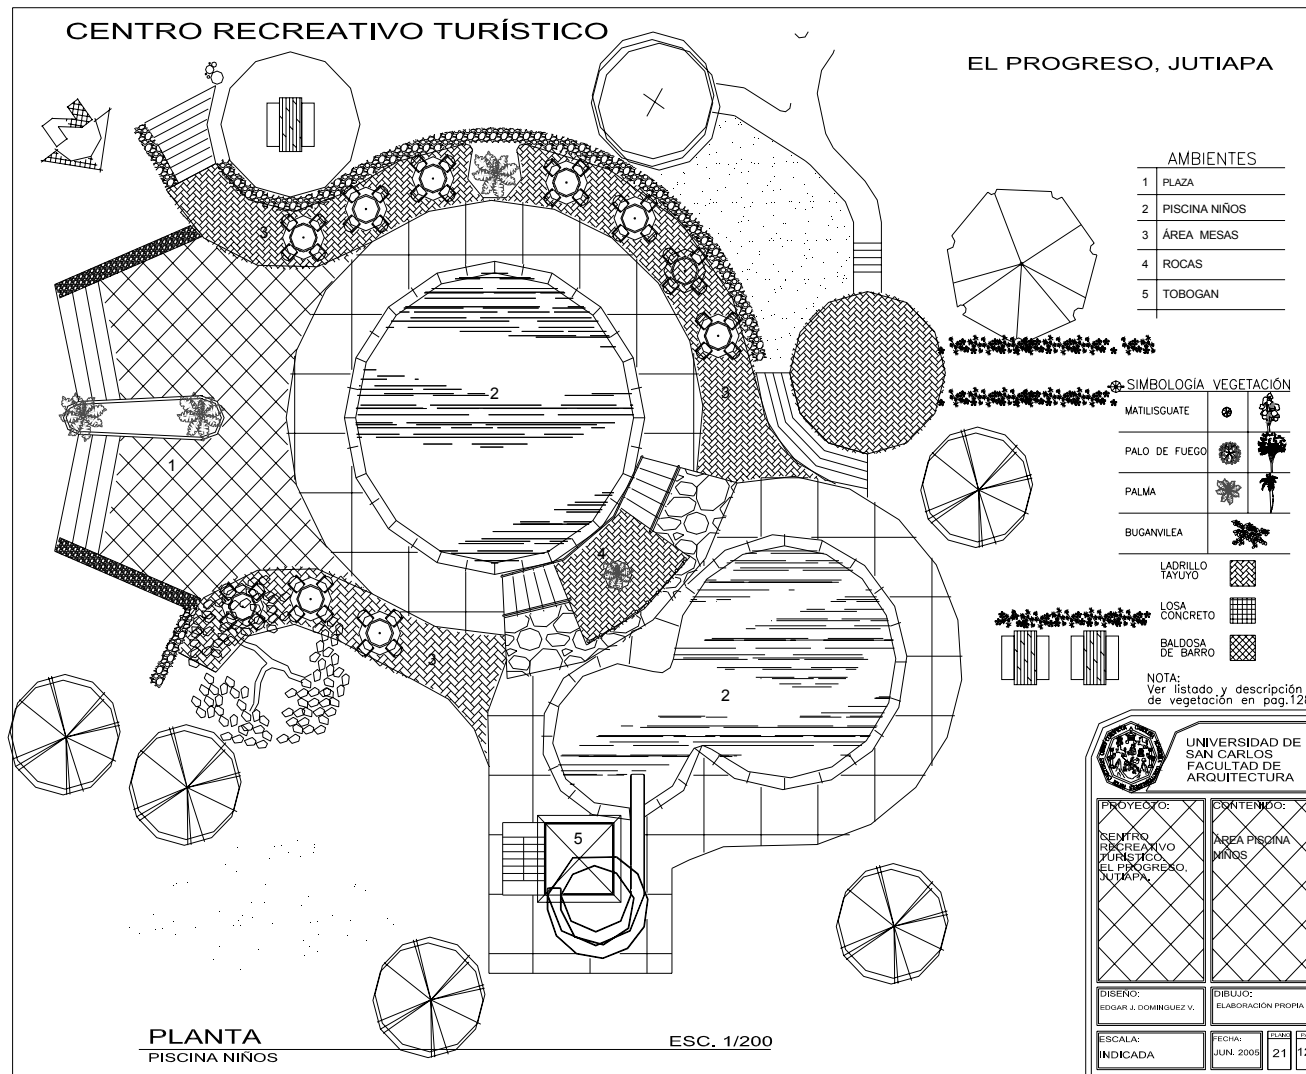 CENTRO RECREATIVO TURÍSTICO
EL PROGRESO, JUTIAPA
AMBIENTES
1 PLAZA
2 PISCINA NIÑOS
3 ÁREA MESAS
4 ROCAS
5 TOBOGAN
SIMBOLOGÍA VEGETACIÓN
MATILISGUATE
PALO DE FUEGO
PALMA
BUGANVILEA
LADRILLO
TAYUYO
LOSA
CONCRETO
BALDOSA
DE BARRO
NOTA:
Ver listado y descripción
de vegetación en pag.128
3
2
3
1
4
3
2
5
UNIVERSIDAD DE
SAN CARLOS
FACULTAD DE
ARQUITECTURA
PROYECTO:
CENTRO
RECREATIVO
TURÍSTICO.
EL PROGRESO,
JUTIAPA.
CONTENIDO:
ÁREA PISCINA
NIÑOS
DISEÑO:
EDGAR J. DOMINGUEZ V.
DIBUJO:
ELABORACIÓN PROPIA
ESCALA:
INDICADA
FECHA:
JUN. 2005
PLANO
21
PLANTA
PISCINA NIÑOS
ESC. 1/200